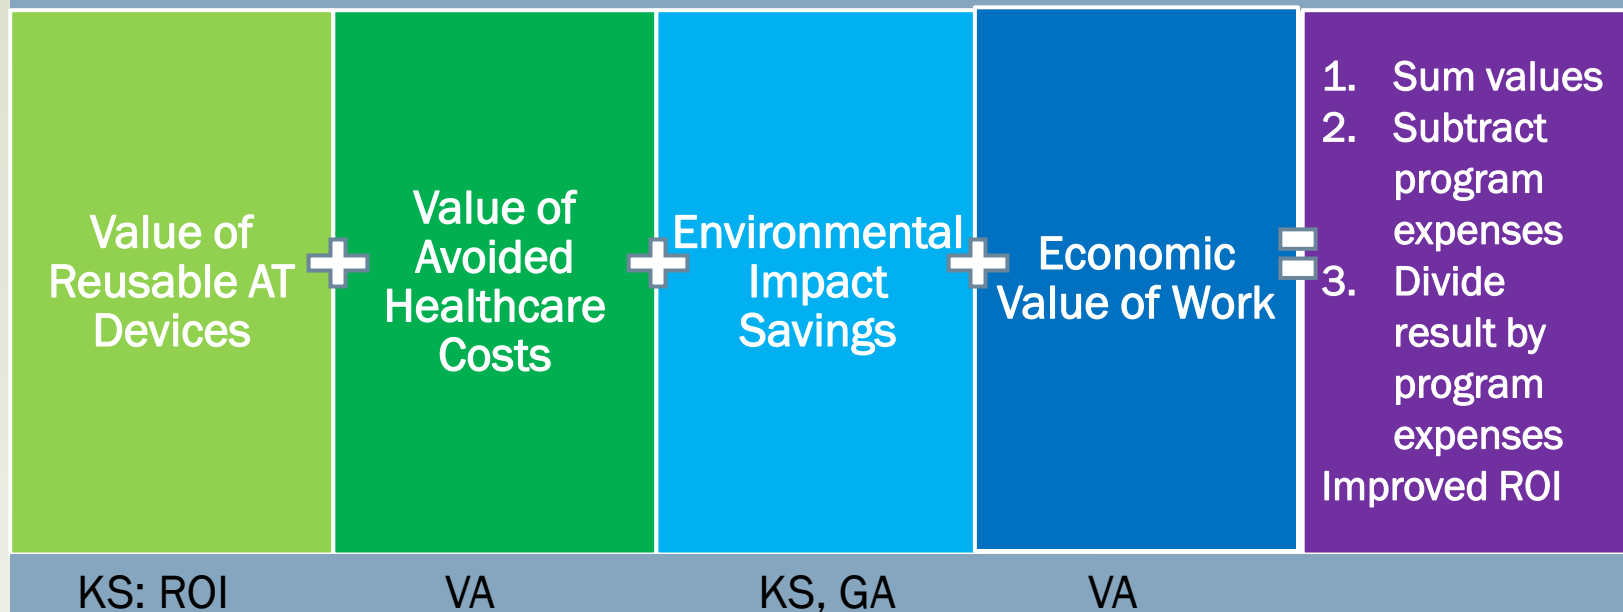 Value of
Reusable AT
Devices
Value of
Avoided
Healthcare
Costs
Environmental
Impact
Savings
Economic
Value of Work
1. Sum values
2. Subtract
program
expenses
3. Divide
result by
program
expenses
Improved ROI
KS: ROI
VA
KS, GA
VA